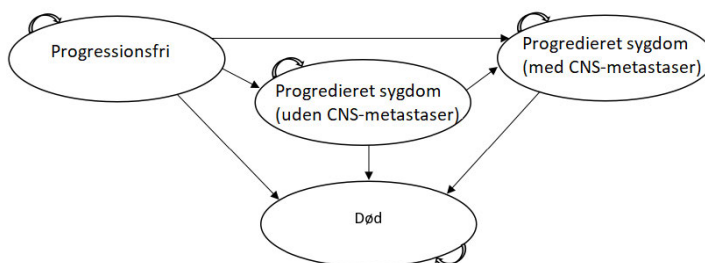 Progressionsfri
Progredieret sygdom
(uden CNS-metastaser)
Progredieret sygdom
(med CNS-metastaser)
Død